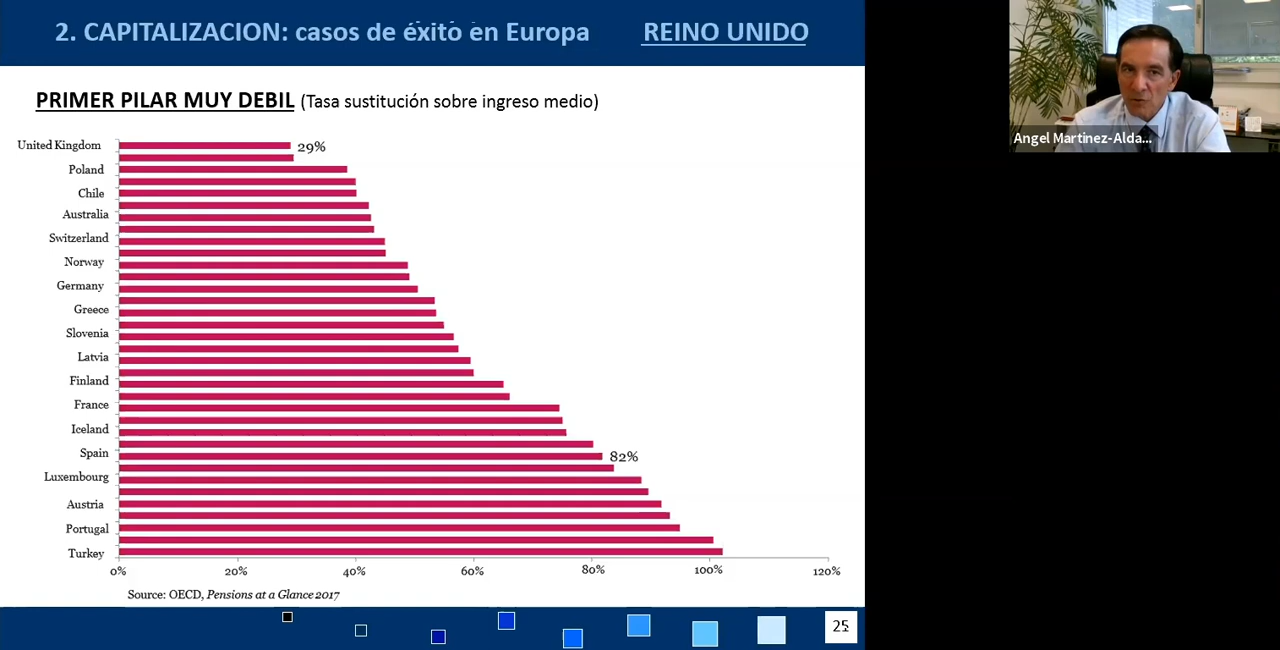 2. CAPITALIZACION: casos de éxito en Europa REINO UNIDO
Angel Martinez-Alda...
PRIMER PILAR MUY DEBIL (Tasa sustitución sobre ingreso medio)
United Kingdom 29%
Poland
Chile
Australia
Switzerland
Norway
Germany
Greece
Slovenia
Latvia
Finland
France
Iceland
Spain 82%
Luxembourg
Austria
Portugal
Turkey
0% 20% 40% 60% 80% 100% 120%
Source: OECD, Pensions at a Glance 2017
25